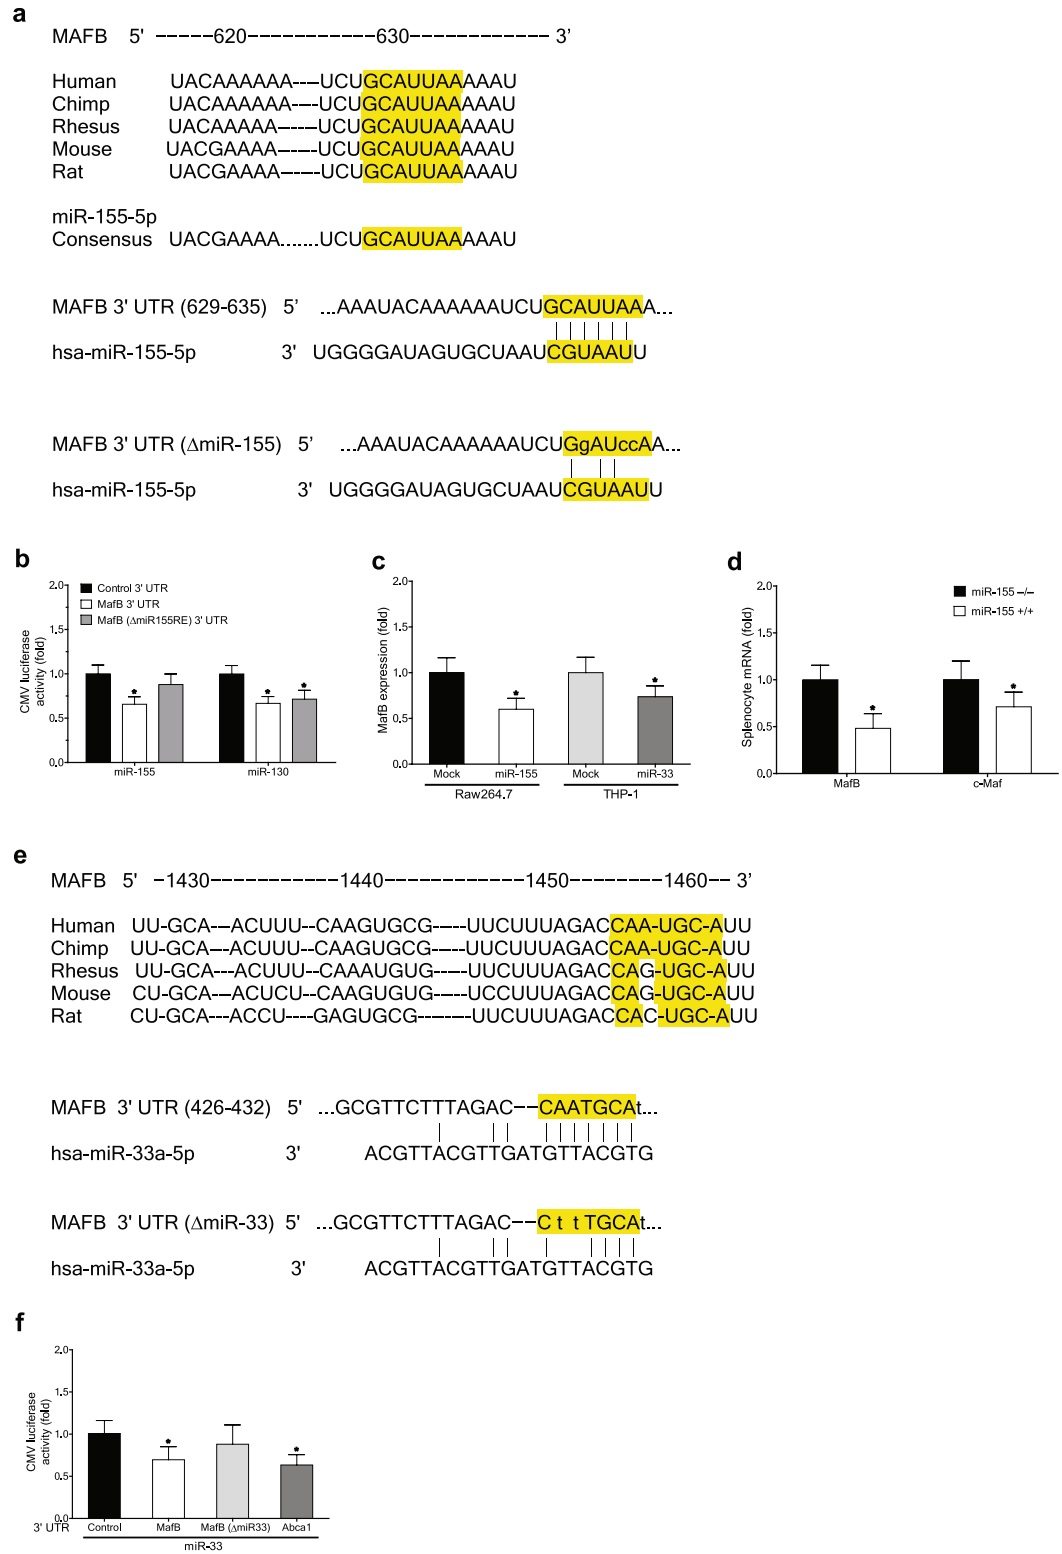 a
MAFB 5' -----620-----------630------------ 3'
Human UACAAAAAA----UCUGCAUUAAAAAU
Chimp UACAAAAAA----UCUGCAUUAAAAAU
Rhesus UACAAAAA------UCUGCAUUAAAAAU
Mouse UACGAAAA------UCUGCAUUAAAAAU
Rat UACGAAAA------UCUGCAUUAAAAAU
miR-155-5p
Consensus UACGAAAA.......UCUGCAUUAAAAAU
MAFB 3' UTR (629-635) 5' ...AAAUACAAAAAAUCUGCAUUAAA...
hsa-miR-155-5p 3' UGGGGAUAGUGCUAAUCGUAAUU
MAFB 3' UTR (ΔmiR-155) 5' ...AAAUACAAAAAAUCUGgAUccAA...
hsa-miR-155-5p 3' UGGGGAUAGUGCUAAUCGUAAUU
b
CMV luciferase
activity (fold)
2.0
1.5
1.0
0.5
0.0
Control 3' UTR
MafB 3' UTR
MafB (ΔmiR155RE) 3' UTR
* * *
miR-155 miR-130
c
MafB expression (fold)
2.0
1.5
1.0
0.5
0.0
* *
Mock miR-155 Mock miR-33
Raw264.7 THP-1
d
Splenocyte mRNA (fold)
2.0
1.5
1.0
0.5
0.0
miR-155 –/–
miR-155 +/+
* *
MafB c-Maf
e
MAFB 5' -1430-----------1440------------1450--------1460-- 3'
Human UU-GCA---ACUUU--CAAGUGCG-----UUCUUUAGACCAA-UGC-AUU
Chimp UU-GCA---ACUUU--CAAGUGCG-----UUCUUUAGACCAA-UGC-AUU
Rhesus UU-GCA---ACUUU--CAAAUGUG-----UUCUUUAGACCAG-UGC-AUU
Mouse CU-GCA---ACUCU--CAAGUGUG-----UCCUUUAGACCAG-UGC-AUU
Rat CU-GCA---ACCU----GAGUGCG-------UUCUUUAGACCAC-UGC-AUU
MAFB 3' UTR (426-432) 5' ...GCGTTCTTTAGAC--CAATGCAt...
hsa-miR-33a-5p 3' ACGTTACGTTGATGTTACGTG
MAFB 3' UTR (ΔmiR-33) 5' ...GCGTTCTTTAGAC--C t t TGCAt...
hsa-miR-33a-5p 3' ACGTTACGTTGATGTTACGTG
f
CMV luciferase
activity (fold)
2.0
1.5
1.0
0.5
0.0
* *
3' UTR Control MafB MafB (ΔmiR33) Abca1
miR-33